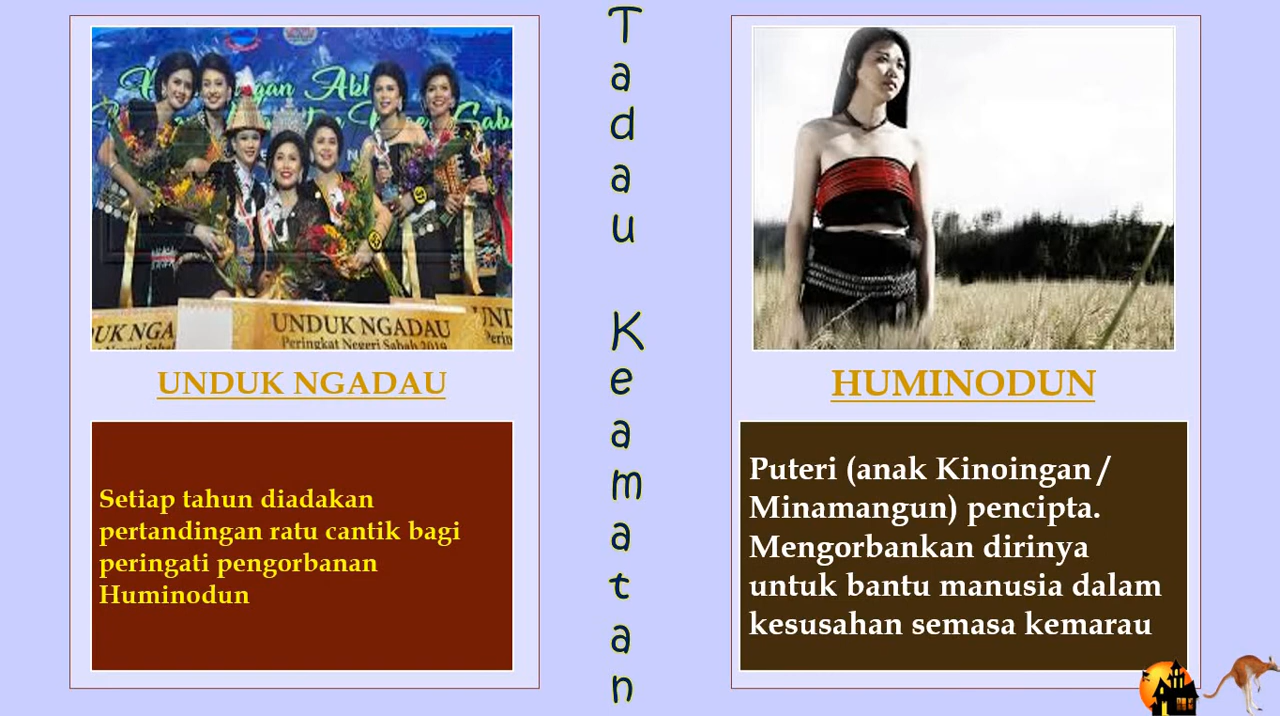 Tadau Keamatan
UNDUK NGADAU
Peringkat Negeri Sabah 2019
UNDUK NGADAU
Setiap tahun diadakan
pertandingan ratu cantik bagi
peringati pengorbanan
Huminodun
HUMINODUN
Puteri (anak Kinoingan /
Minamangun) pencipta.
Mengorbankan dirinya
untuk bantu manusia dalam
kesusahan semasa kemarau